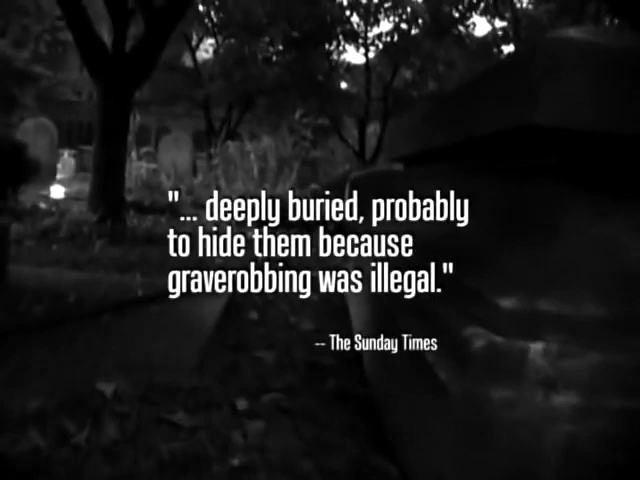 "... deeply buried, probably
to hide them because
graverobbing was illegal."
-- The Sunday Times